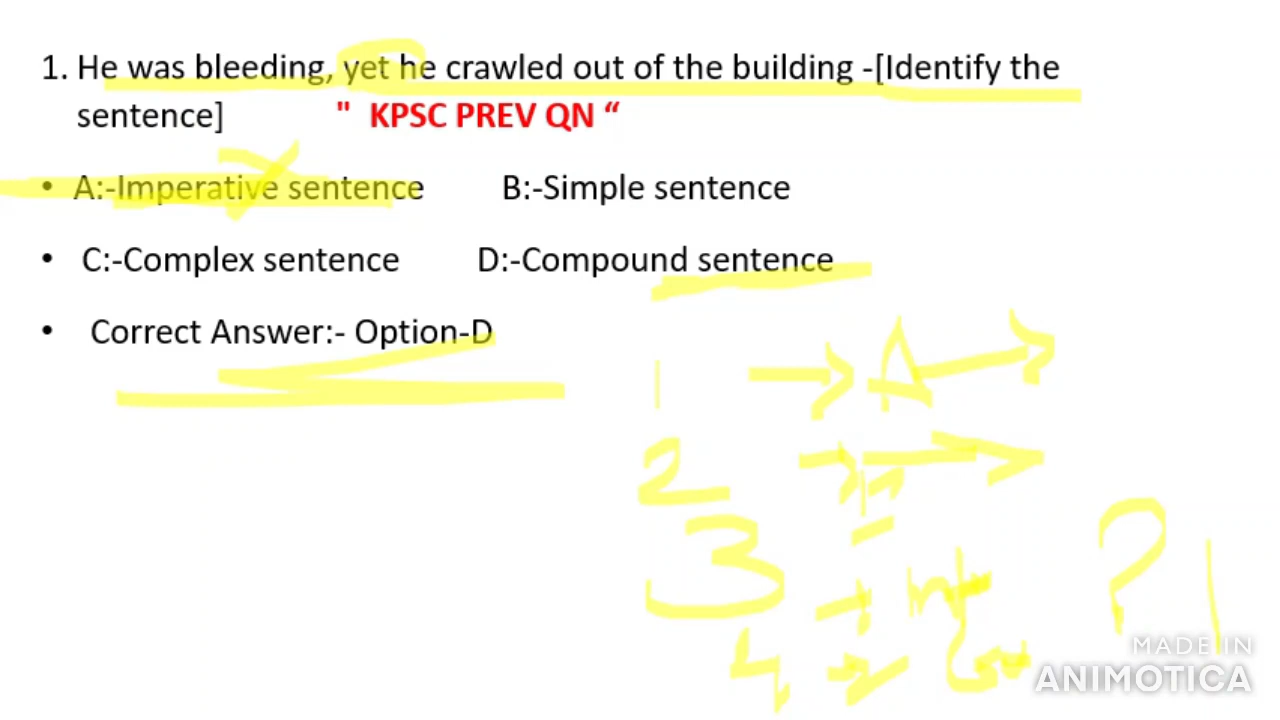 1. He was bleeding, yet he crawled out of the building -[Identify the
sentence] " KPSC PREV QN “
• A:-Imperative sentence B:-Simple sentence
• C:-Complex sentence D:-Compound sentence
• Correct Answer:- Option-D
1 A
2
3 ?
4
MADE IN
ANIMOTICA